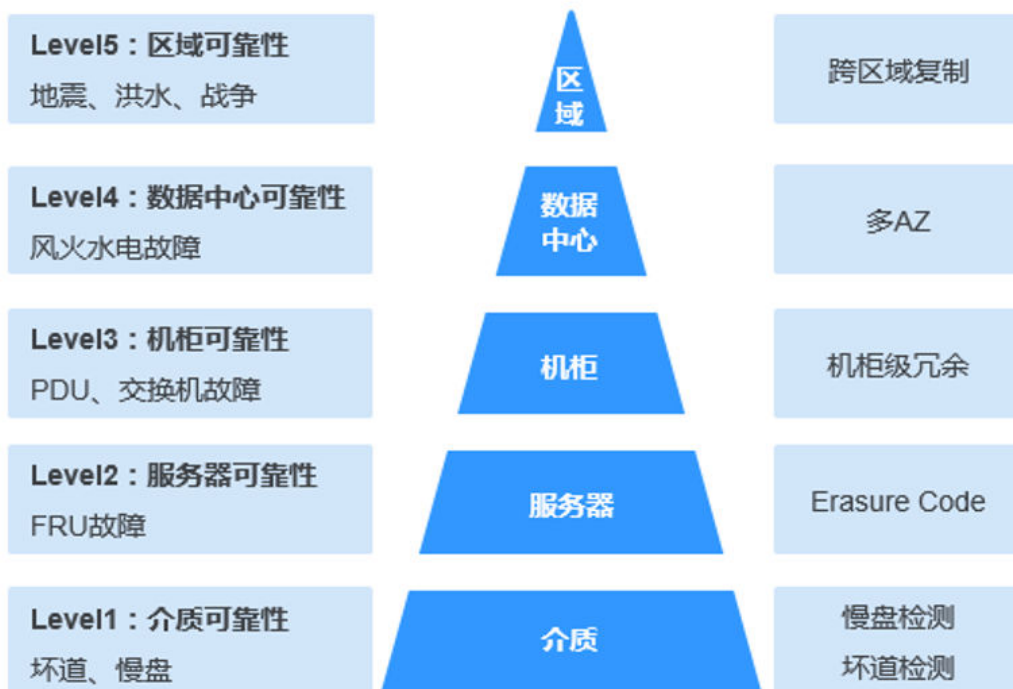 Level5：区域可靠性
地震、洪水、战争
区
域
跨区域复制
Level4：数据中心可靠性
风火水电故障
数据
中心
多AZ
Level3：机柜可靠性
PDU、交换机故障
机柜
机柜级冗余
Level2：服务器可靠性
FRU故障
服务器
Erasure Code
Level1：介质可靠性
坏道、慢盘
介质
慢盘检测
坏道检测